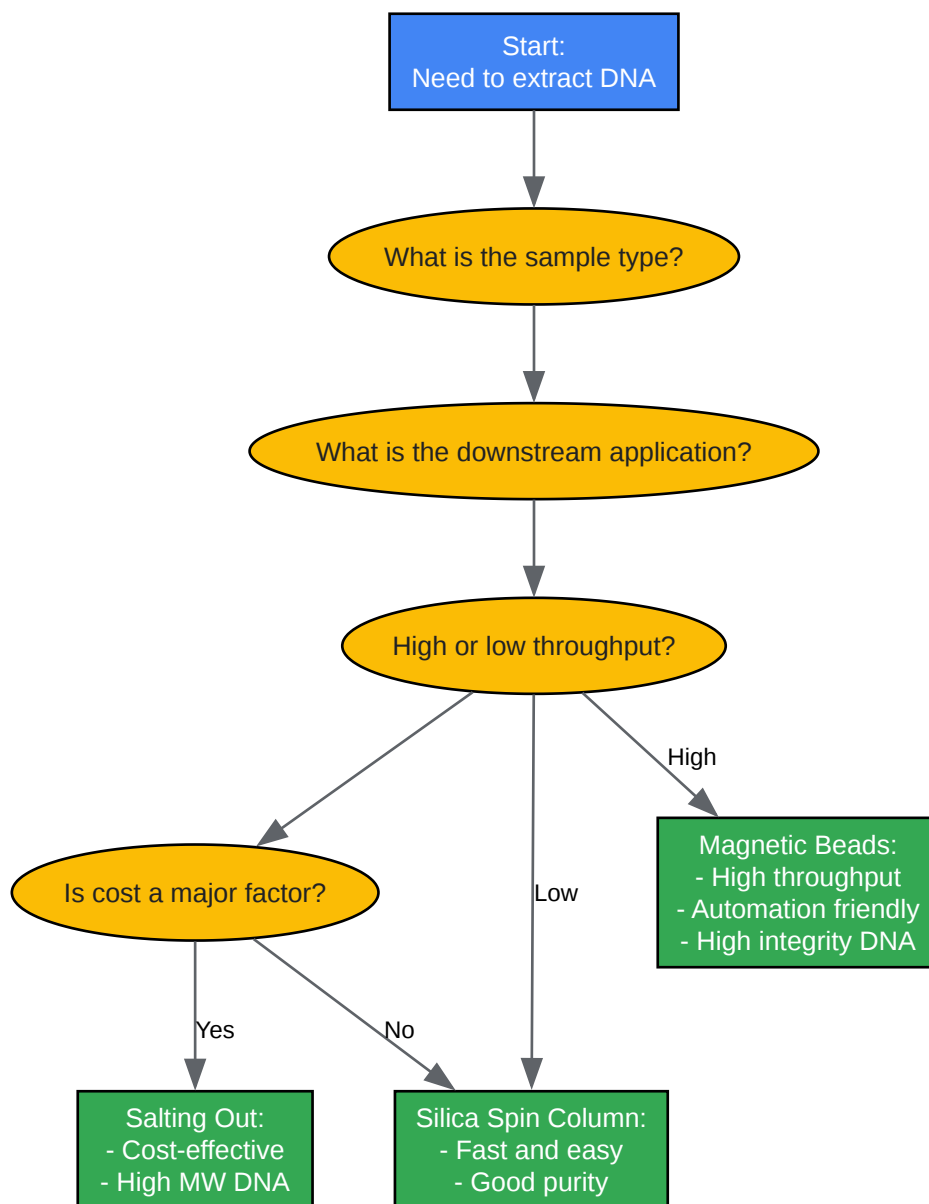 Start:
Need to extract DNA
What is the sample type?
What is the downstream application?
High or low throughput?
High
Magnetic Beads:
- High throughput
- Automation friendly
- High integrity DNA
Is cost a major factor?
Low
Yes
No
Salting Out:
- Cost-effective
- High MW DNA
Silica Spin Column:
- Fast and easy
- Good purity